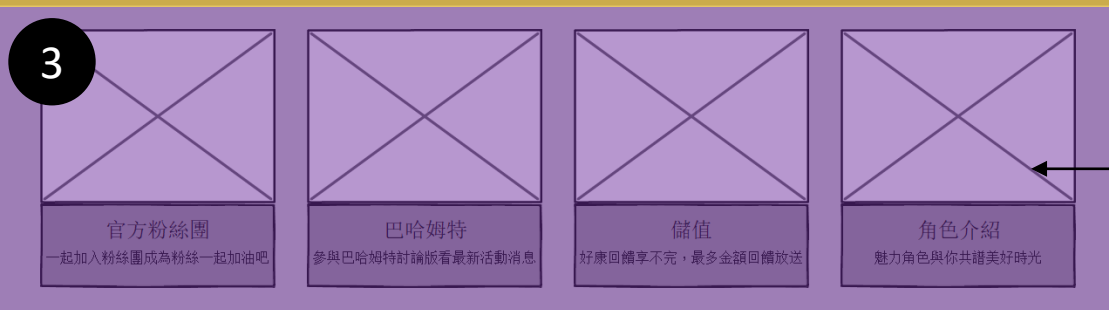 3
官方粉絲團
一起加入粉絲團成為粉絲一起加油吧
巴哈姆特
參與巴哈姆特討論版看最新活動消息
儲值
好康回饋享不完，最多金額回饋放送
角色介紹
魅力角色與你共譜美好時光